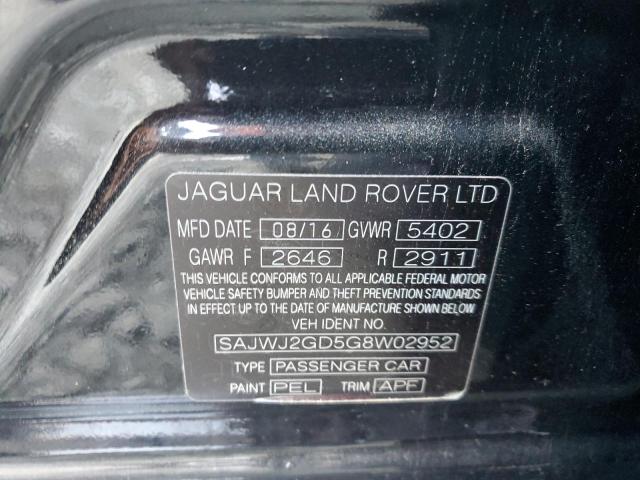 JAGUAR LAND ROVER LTD
MFD DATE 08/16 GVWR 5402
GAWR F 2646 R 2911
THIS VEHICLE CONFORMS TO ALL APPLICABLE FEDERAL MOTOR
VEHICLE SAFETY BUMPER AND THEFT PREVENTION STANDARDS
IN EFFECT ON THE DATE OF MANUFACTURE SHOWN BELOW
VEH IDENT NO.
SAJWJ2GD5G8W02952
TYPE PASSENGER CAR
PAINT PEL TRIM APF